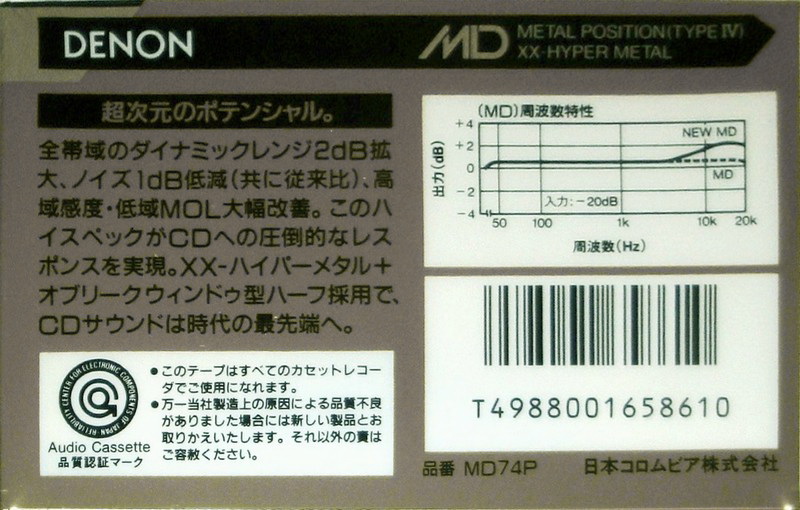 DENON
MD METAL POSITION(TYPE Ⅳ)
XX-HYPER METAL
超次元のポテンシャル。
全帯域のダイナミックレンジ2dB拡
大、ノイズ1dB低減(共に従来比)、高
域感度・低域MOL大幅改善。このハ
イスペックがCDへの圧倒的なレス
ポンスを実現。XX-ハイパーメタル+
オブリークウィンドゥ型ハーフ採用で、
CDサウンドは時代の最先端へ。
(MD)周波数特性
出力(dB)
+4
+2
0
−2
−4
NEW MD
MD
入力:−20dB
50 100 1k 10k 20k
周波数(Hz)
RELIABILITY CENTER FOR ELECTRONIC COMPONENTS OF JAPAN
Audio Cassette
品質認証マーク
●このテープはすべてのカセットレコー
ダでご使用になれます。
●万一当社製造上の原因による品質不良
がありました場合には新しい製品とお
取りかえいたします。それ以外の責は
ご容赦ください。
T4988001658610
品番 MD74P
日本コロムビア株式会社